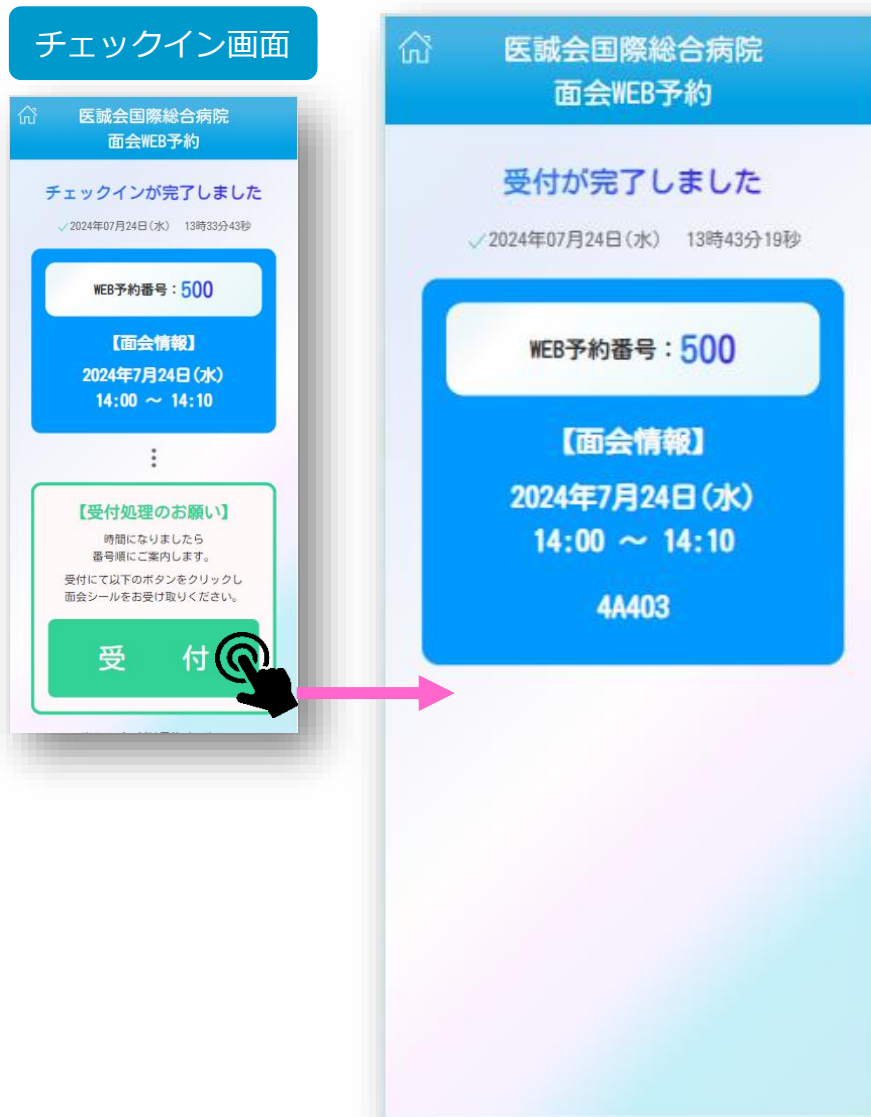 チェックイン画面
医誠会国際総合病院
面会WEB予約
チェックインが完了しました
2024年07月24日(水) 13時33分43秒
WEB予約番号：500
【面会情報】
2024年7月24日(水)
14:00 ～ 14:10
【受付処理のお願い】
時間になりましたら
番号順にご案内します。
受付にて以下のボタンをクリックし
面会シールをお受け取りください。
受 付
医誠会国際総合病院
面会WEB予約
受付が完了しました
2024年07月24日(水) 13時43分19秒
WEB予約番号：500
【面会情報】
2024年7月24日(水)
14:00 ～ 14:10
4A403